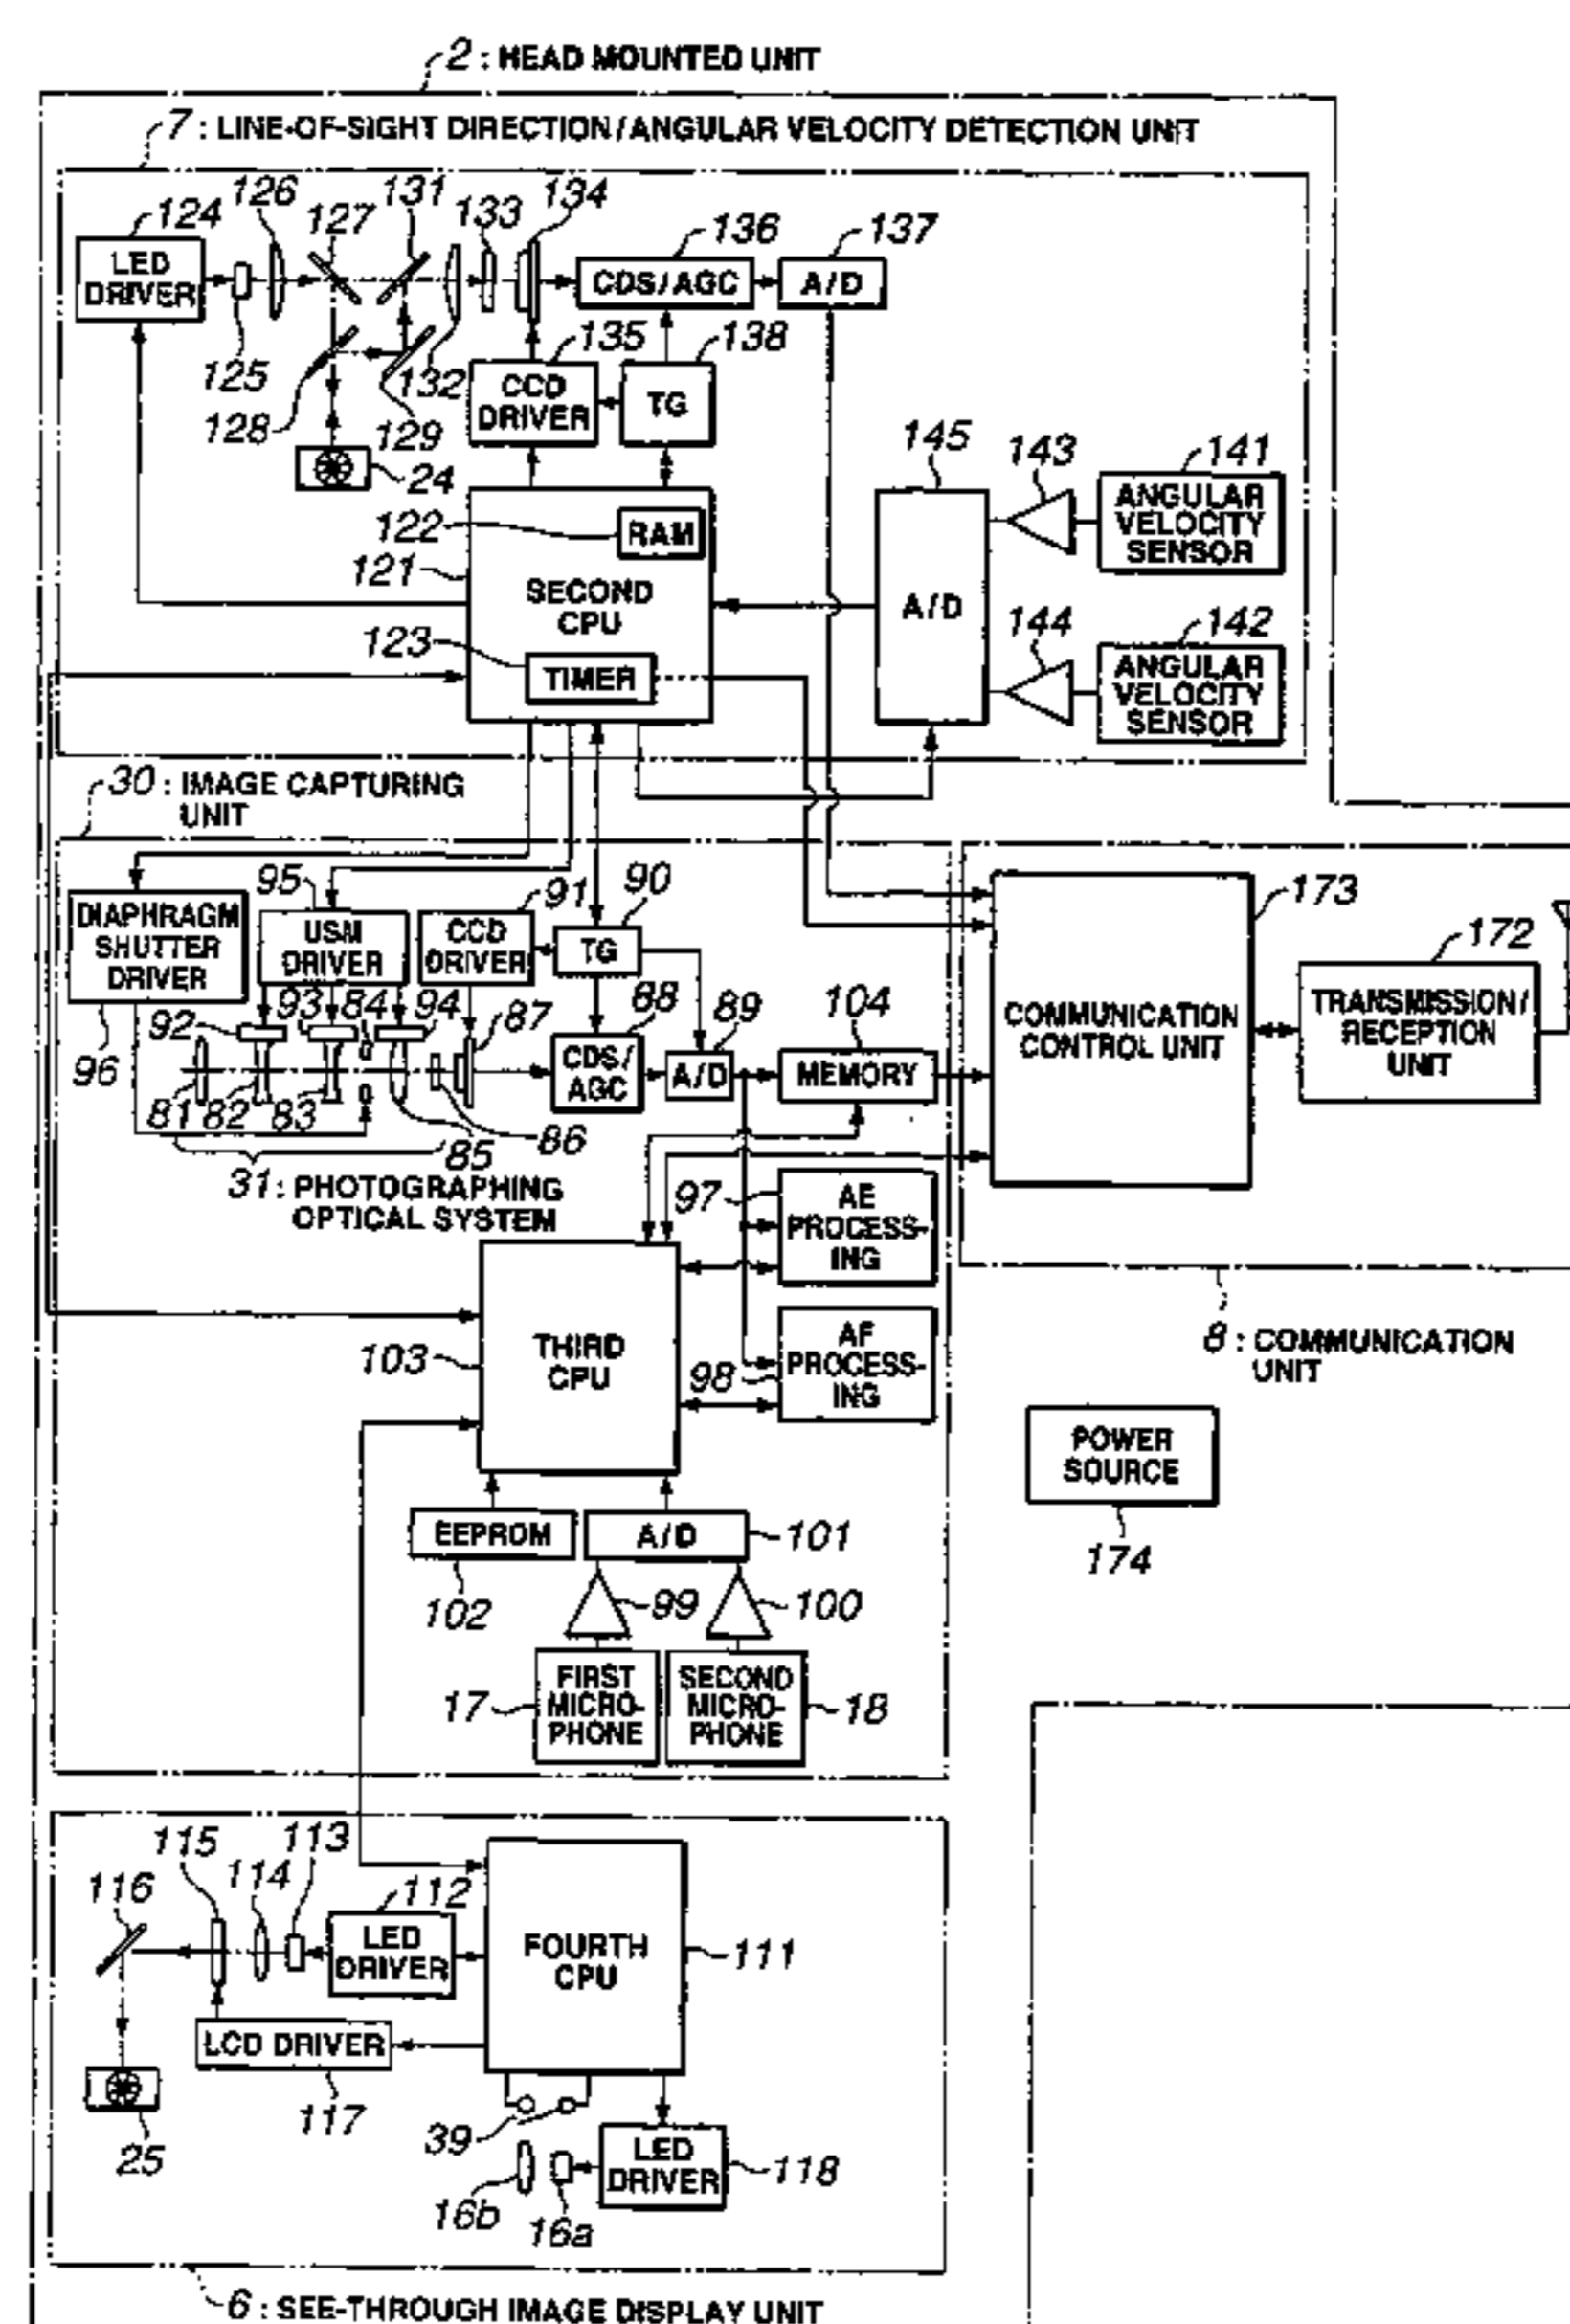 2 : HEAD MOUNTED UNIT
7 : LINE-OF-SIGHT DIRECTION/ANGULAR VELOCITY DETECTION UNIT
124
126
127
131
133
134
136
137
LED
DRIVER
CDS/AGC
A/D
125
128
129
132
135
138
CCD
DRIVER
TG
24
145
143
141
ANGULAR
VELOCITY
SENSOR
122
RAM
121
SECOND
CPU
A/D
144
142
ANGULAR
VELOCITY
SENSOR
123
TIMER
30 : IMAGE CAPTURING
UNIT
95
91
90
173
172
DIAPHRAGM
SHUTTER
DRIVER
USM
DRIVER
CCD
DRIVER
TG
96
92
93
84
94
87
88
89
104
CDS/
AGC
A/D
MEMORY
COMMUNICATION
CONTROL UNIT
TRANSMISSION/
RECEPTION
UNIT
81
82
83
85
86
31 : PHOTOGRAPHING
OPTICAL SYSTEM
97
AE
PROCESS-
ING
103
THIRD
CPU
98
AF
PROCESS-
ING
8 : COMMUNICATION
UNIT
POWER
SOURCE
174
EEPROM
A/D
101
102
99
100
17
FIRST
MICRO-
PHONE
SECOND
MICRO-
PHONE
18
116
115
114
113
112
LED
DRIVER
FOURTH
CPU
111
LCD DRIVER
117
25
39
16b
16a
LED
DRIVER
118
6 : SEE-THROUGH IMAGE DISPLAY UNIT